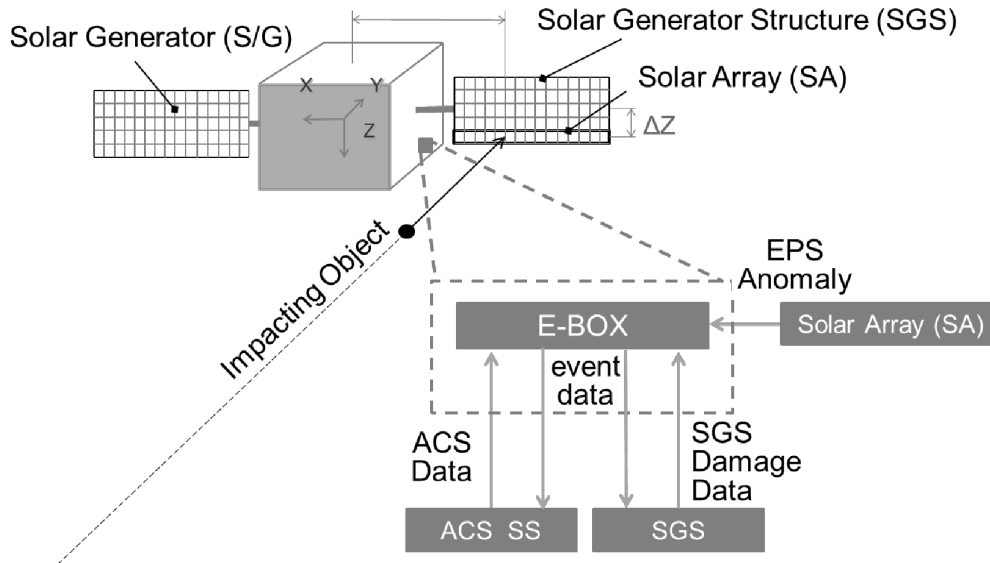 Solar Generator (S/G)
Solar Generator Structure (SGS)
Solar Array (SA)
X
Y
Z
ΔZ
Impacting Object
EPS
Anomaly
E-BOX
Solar Array (SA)
event
data
ACS
Data
SGS
Damage
Data
ACS SS
SGS